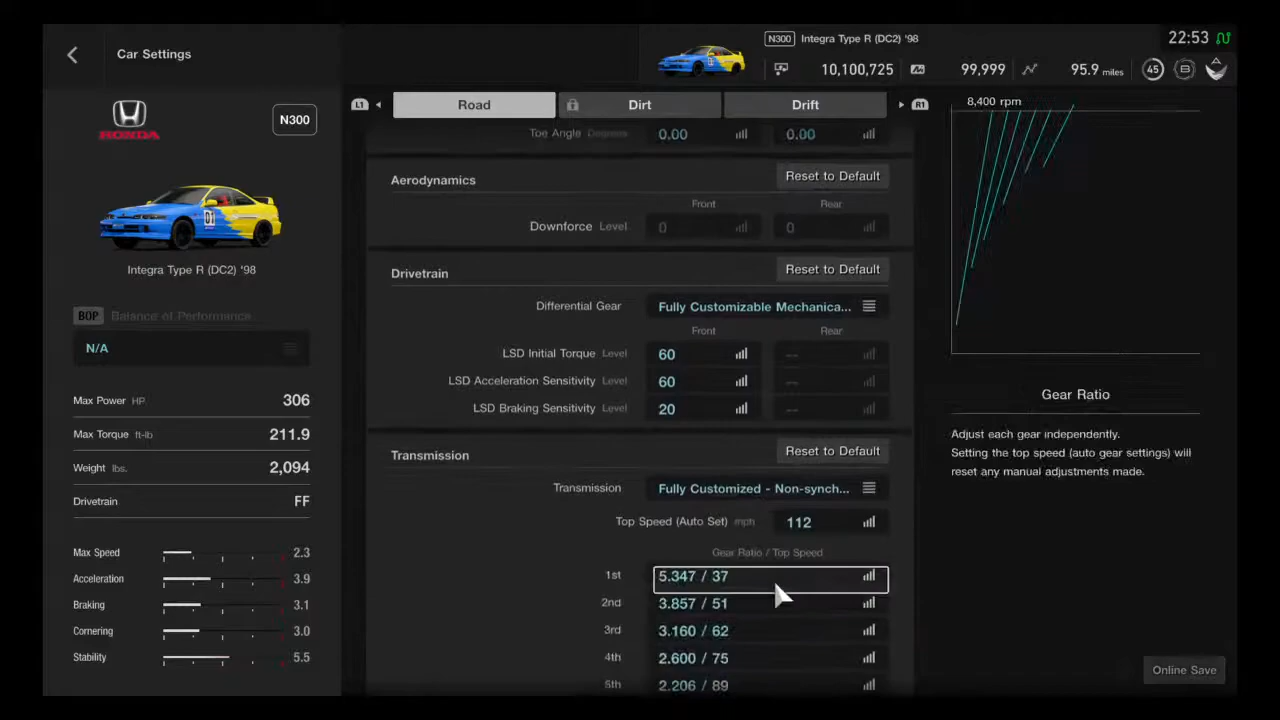 Car Settings
N300 Integra Type R (DC2) '98
22:53
10,100,725
99,999
95.9 miles
45
HONDA
N300
L1
Road
Dirt
Drift
R1
8,400 rpm
Toe Angle Degrees 0.00 0.00
Aerodynamics
Reset to Default
Front Rear
Downforce Level 0 0
01
Integra Type R (DC2) '98
Drivetrain
Reset to Default
Differential Gear Fully Customizable Mechanica...
Front Rear
LSD Initial Torque Level 60 --
LSD Acceleration Sensitivity Level 60 --
LSD Braking Sensitivity Level 20 --
BOP Balance of Performance
N/A
Max Power HP 306
Max Torque ft-lb 211.9
Weight lbs. 2,094
Drivetrain FF
Max Speed 2.3
Acceleration 3.9
Braking 3.1
Cornering 3.0
Stability 5.5
Transmission
Reset to Default
Transmission Fully Customized - Non-synch...
Top Speed (Auto Set) mph 112
Gear Ratio / Top Speed
1st 5.347 / 37
2nd 3.857 / 51
3rd 3.160 / 62
4th 2.600 / 75
5th 2.206 / 89
Gear Ratio
Adjust each gear independently.
Setting the top speed (auto gear settings) will
reset any manual adjustments made.
Online Save